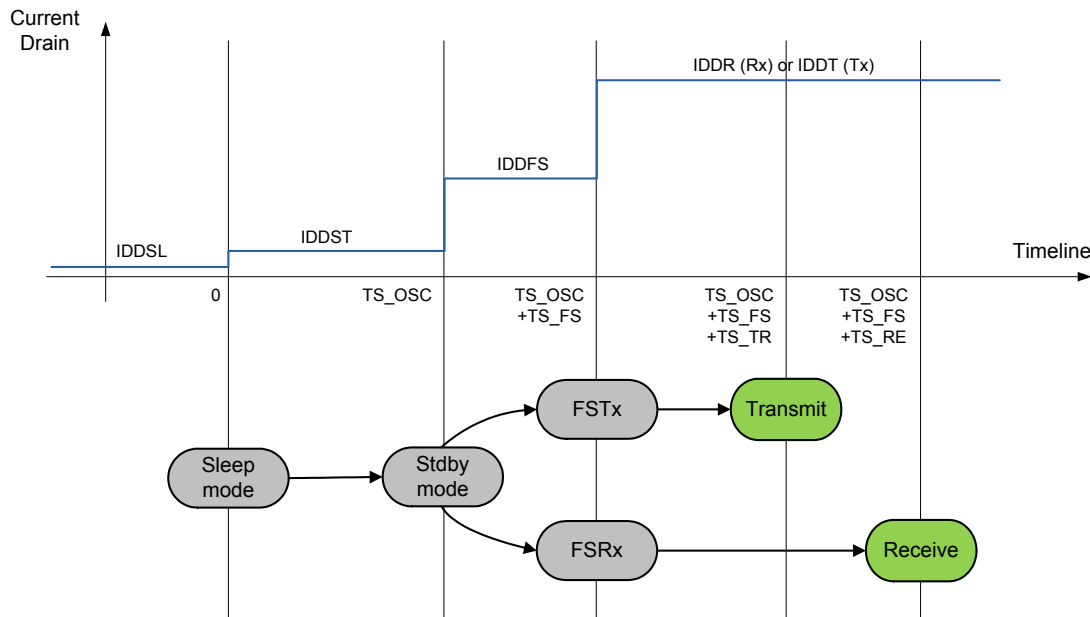 Current
Drain
IDDR (Rx) or IDDT (Tx)
IDDFS
IDDSL
IDDST
Timeline
0
TS_OSC
TS_OSC
+TS_FS
TS_OSC
+TS_FS
+TS_TR
TS_OSC
+TS_FS
+TS_RE
FSTx
Transmit
Sleep
mode
Stdby
mode
FSRx
Receive